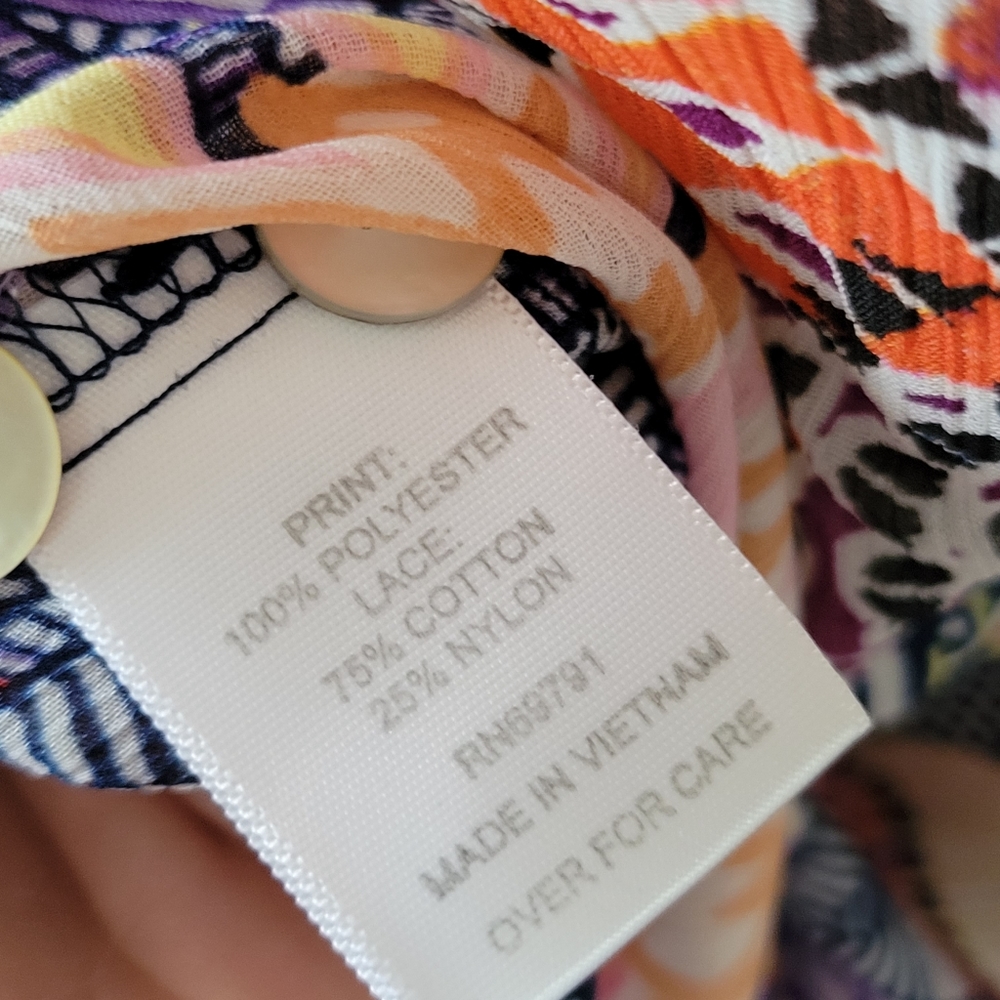 PRINT:
100% POLYESTER
LACE:
75% COTTON
25% NYLON
RN69791
MADE IN VIETNAM
OVER FOR CARE